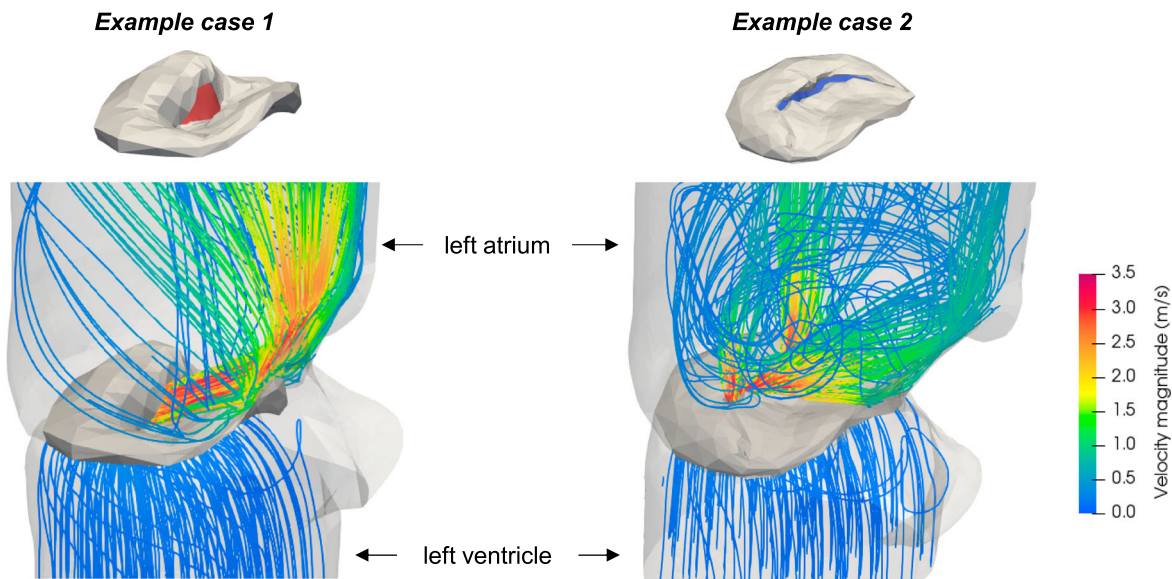 Example case 1
Example case 2
left atrium
left ventricle
3.5
3.0
2.5
2.0
1.5
1.0
0.5
0.0
Velocity magnitude (m/s)